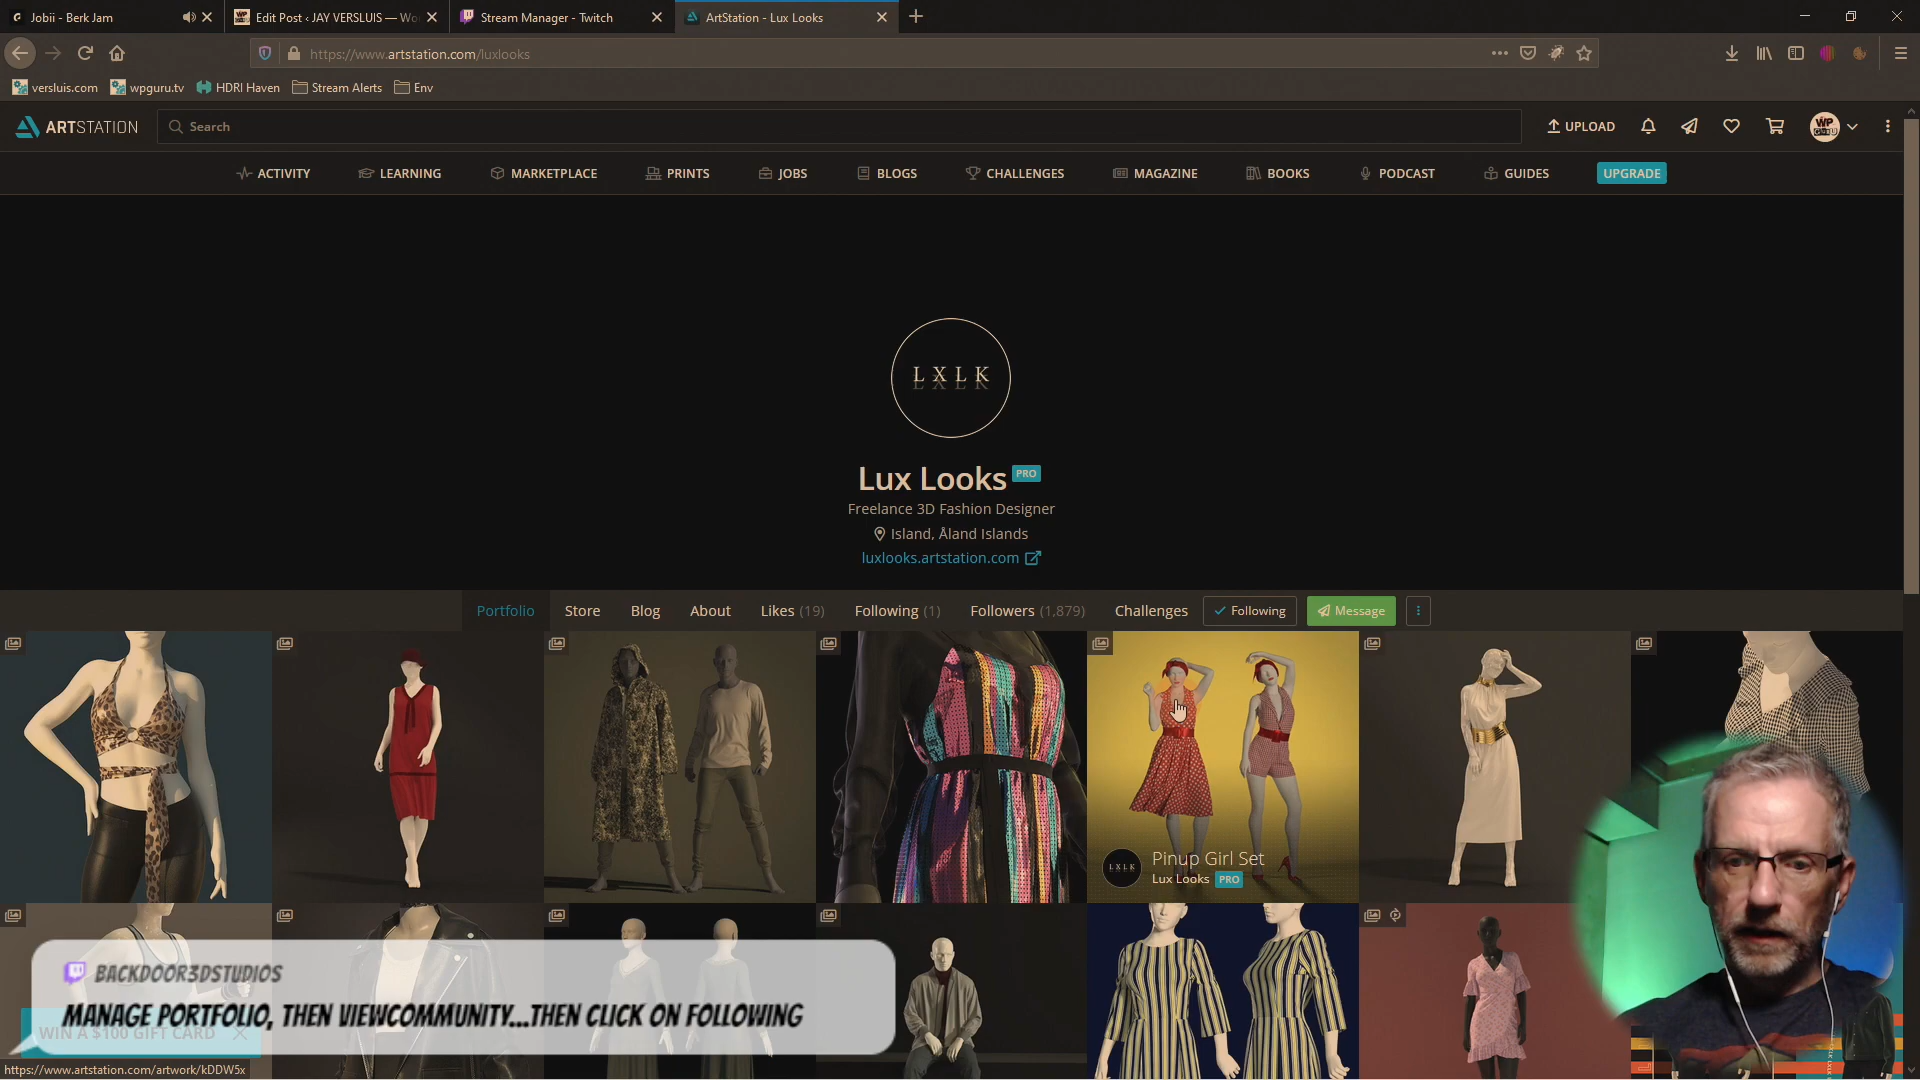 Jobii - Berk Jam
Edit Post ‹ JAY VERSLUIS — Wo
Stream Manager - Twitch
ArtStation - Lux Looks
https://www.artstation.com/luxlooks
versluis.com
wpguru.tv
HDRI Haven
Stream Alerts
Env
ARTSTATION
Search
UPLOAD
WP
ACTIVITY
LEARNING
MARKETPLACE
PRINTS
JOBS
BLOGS
CHALLENGES
MAGAZINE
BOOKS
PODCAST
GUIDES
UPGRADE
LXLK
Lux Looks PRO
Freelance 3D Fashion Designer
Island, Åland Islands
luxlooks.artstation.com
Portfolio
Store
Blog
About
Likes (19)
Following (1)
Followers (1,879)
Challenges
Following
Message
Pinup Girl Set
LXLK
Lux Looks PRO
BACKDOOR3DSTUDIOS
MANAGE PORTFOLIO, THEN VIEWCOMMUNITY...THEN CLICK ON FOLLOWING
WIN A $100 GIFT CARD
https://www.artstation.com/artwork/kDDW5x